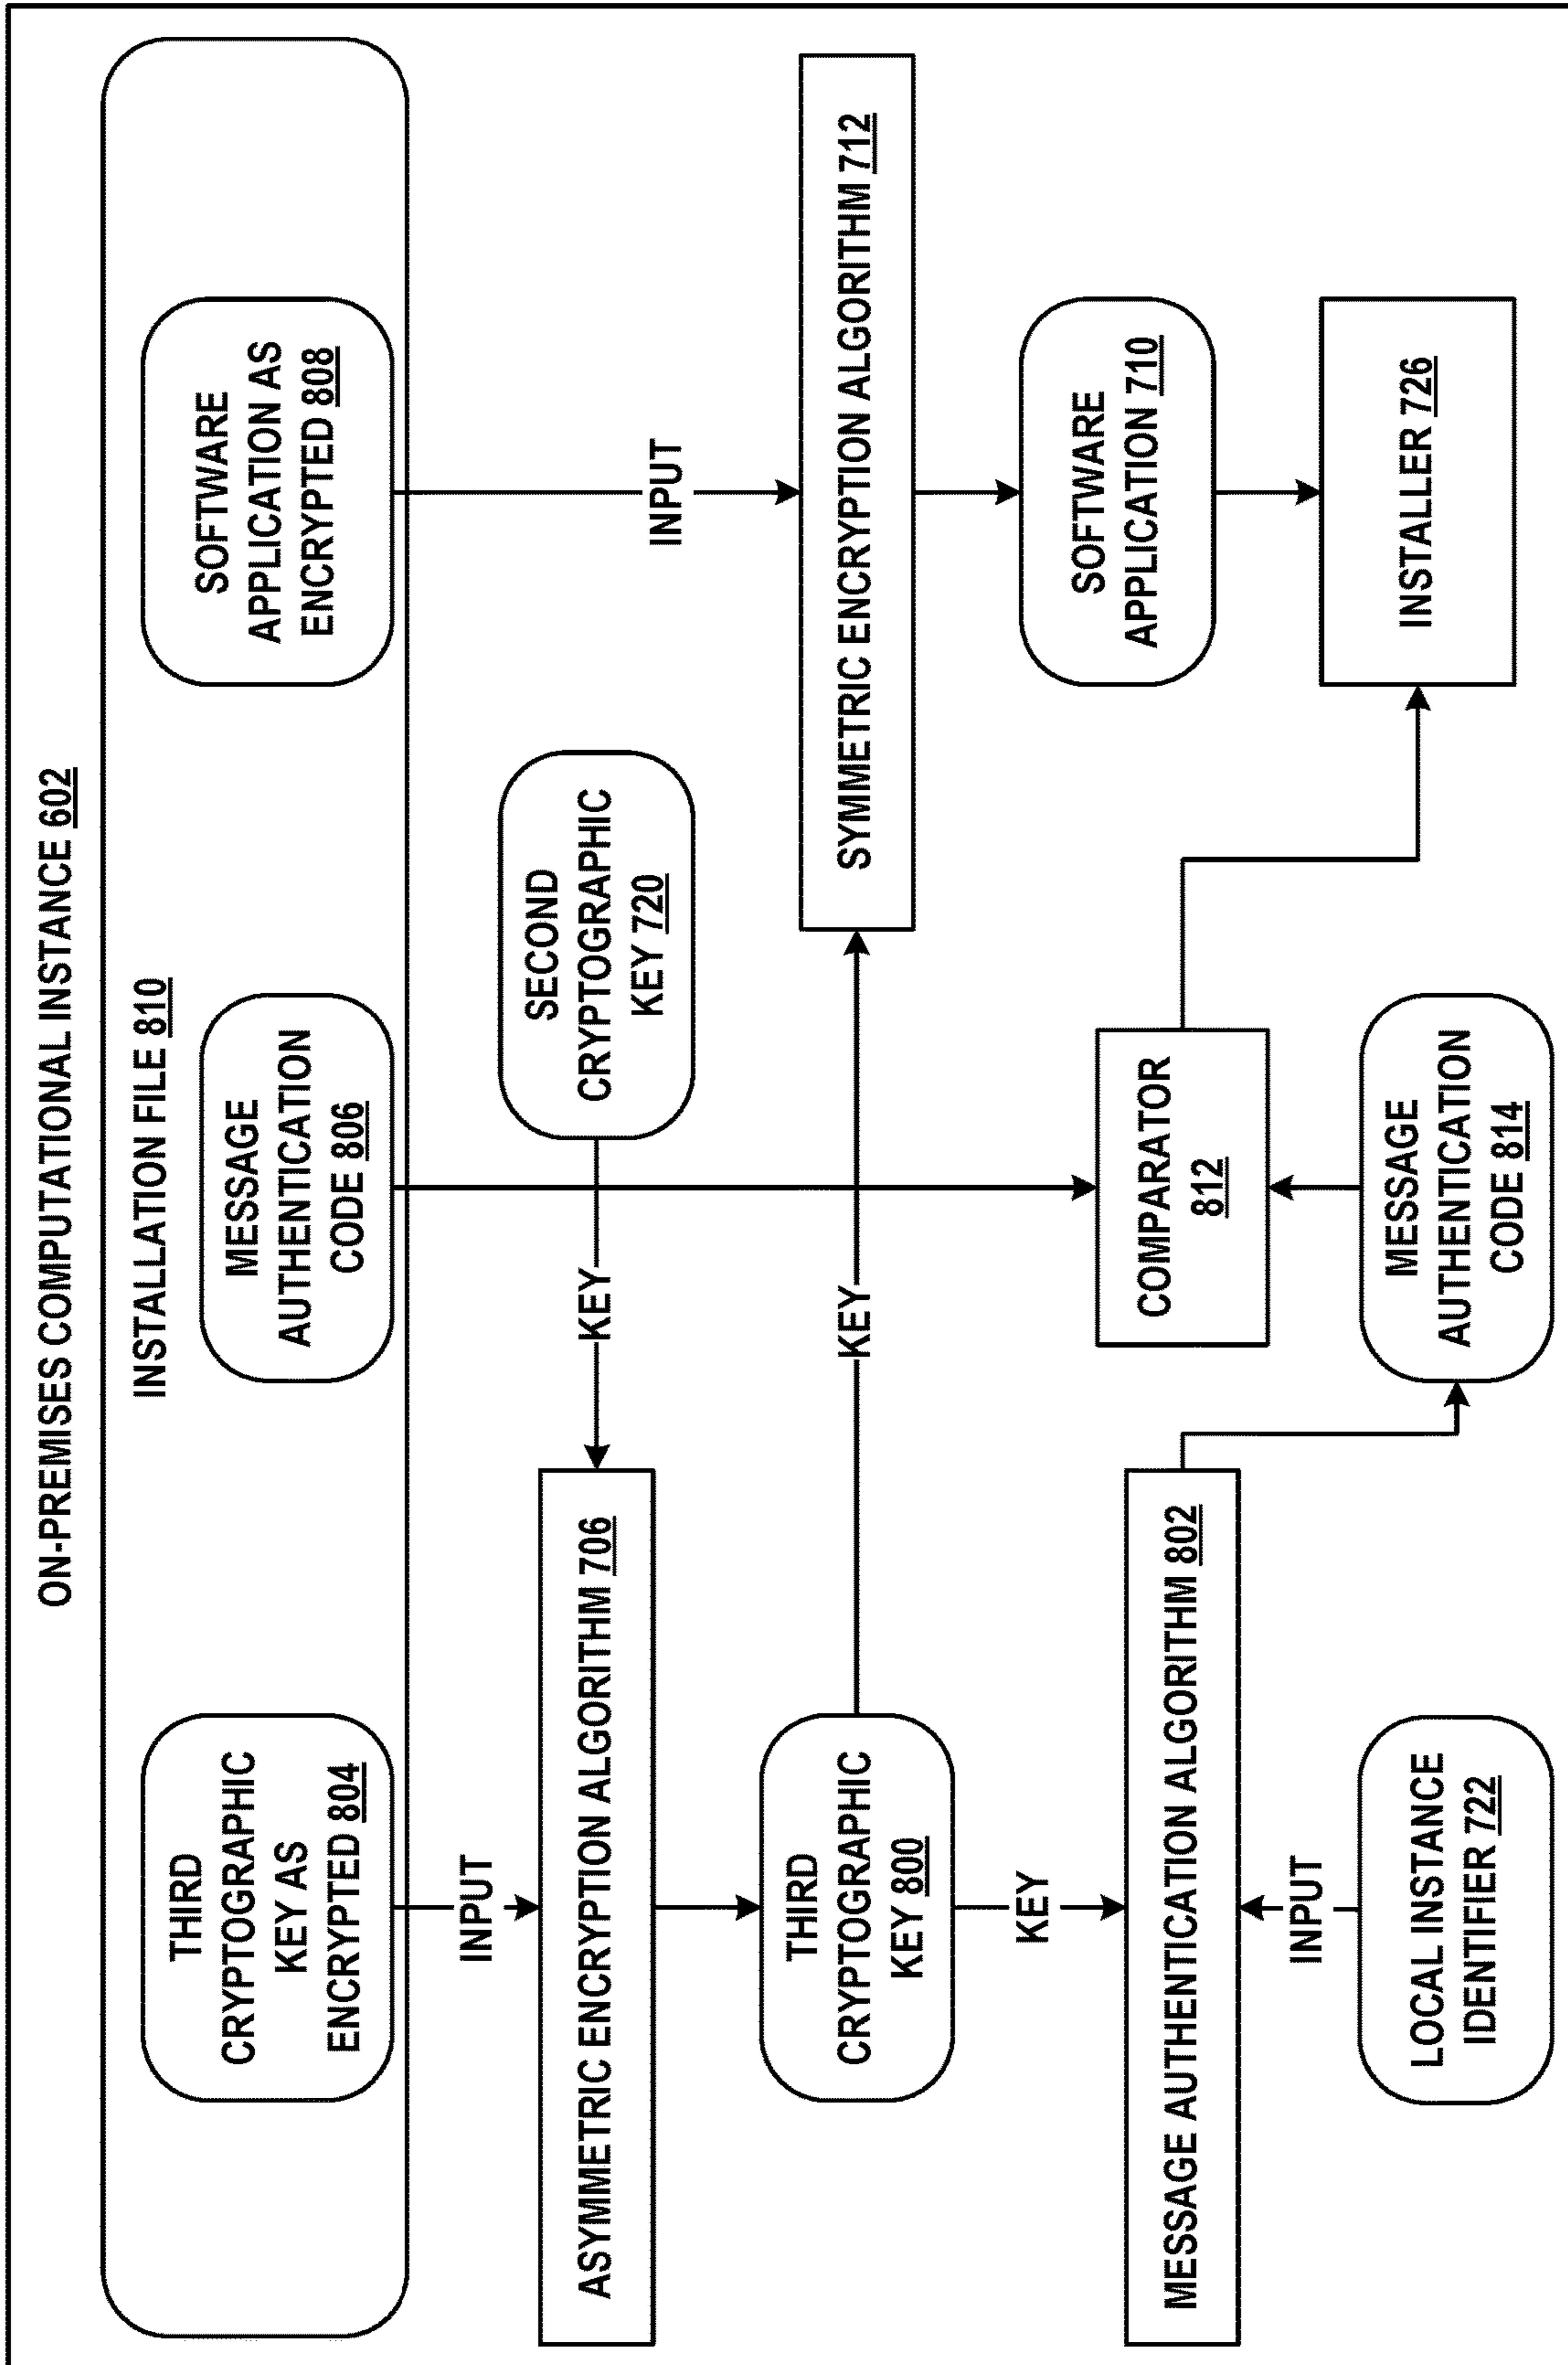 ON-PREMISES COMPUTATIONAL INSTANCE 602
INSTALLATION FILE 810
THIRD
CRYPTOGRAPHIC
KEY AS
ENCRYPTED 804
MESSAGE
AUTHENTICATION
CODE 806
SOFTWARE
APPLICATION AS
ENCRYPTED 808
INPUT
KEY
SECOND
CRYPTOGRAPHIC
KEY 720
INPUT
ASYMMETRIC ENCRYPTION ALGORITHM 706
THIRD
CRYPTOGRAPHIC
KEY 800
KEY
SYMMETRIC ENCRYPTION ALGORITHM 712
KEY
SOFTWARE
APPLICATION 710
MESSAGE AUTHENTICATION ALGORITHM 802
COMPARATOR
812
INPUT
LOCAL INSTANCE
IDENTIFIER 722
MESSAGE
AUTHENTICATION
CODE 814
INSTALLER 726